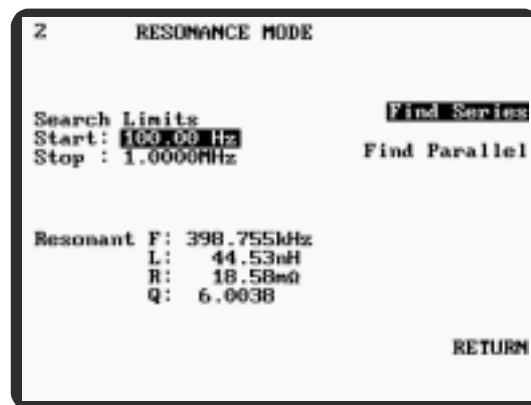 Z RESONANCE MODE
Find Series
Search Limits
Start: 100.00 Hz
Find Parallel
Stop : 1.0000MHz
Resonant F: 398.755kHz
L: 44.53nH
R: 18.58mΩ
Q: 6.0038
RETURN